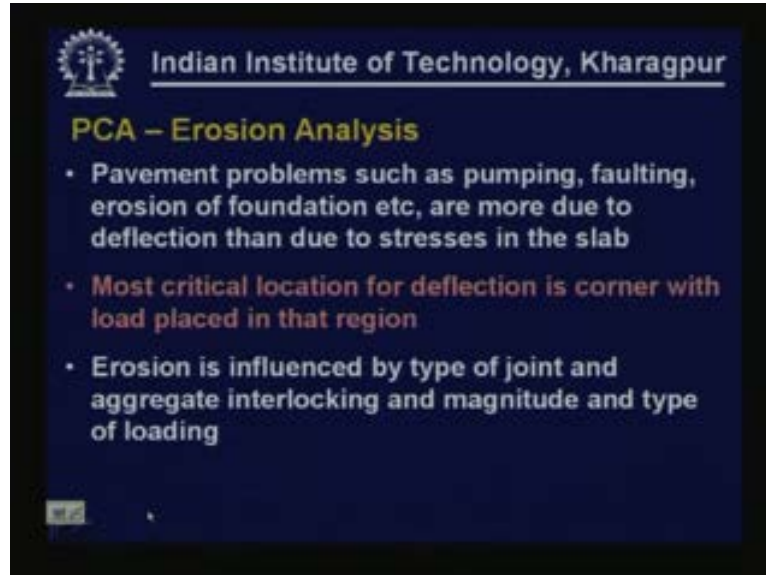 Indian Institute of Technology, Kharagpur
PCA – Erosion Analysis
• Pavement problems such as pumping, faulting,
erosion of foundation etc, are more due to
deflection than due to stresses in the slab
• Most critical location for deflection is corner with
load placed in that region
• Erosion is influenced by type of joint and
aggregate interlocking and magnitude and type
of loading